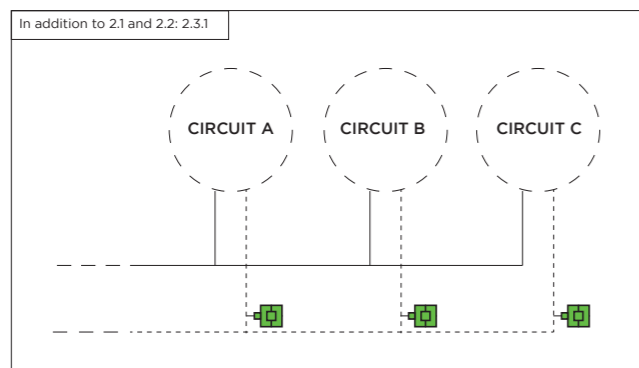 In addition to 2.1 and 2.2: 2.3.1
CIRCUIT A
CIRCUIT B
CIRCUIT C